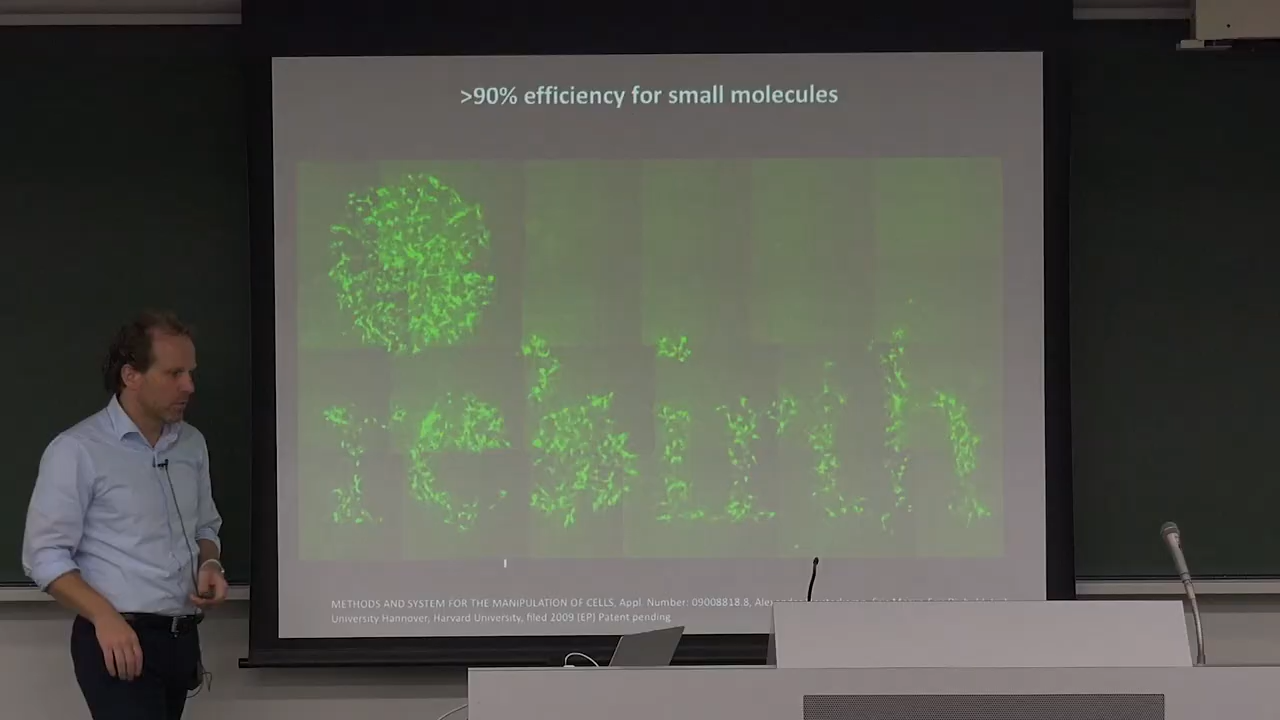 >90% efficiency for small molecules
rebirth
METHODS AND SYSTEM FOR THE MANIPULATION OF CELLS, Appl. Number: 09008818.8,
University Hannover, Harvard University, filed 2009 (EP) Patent pending